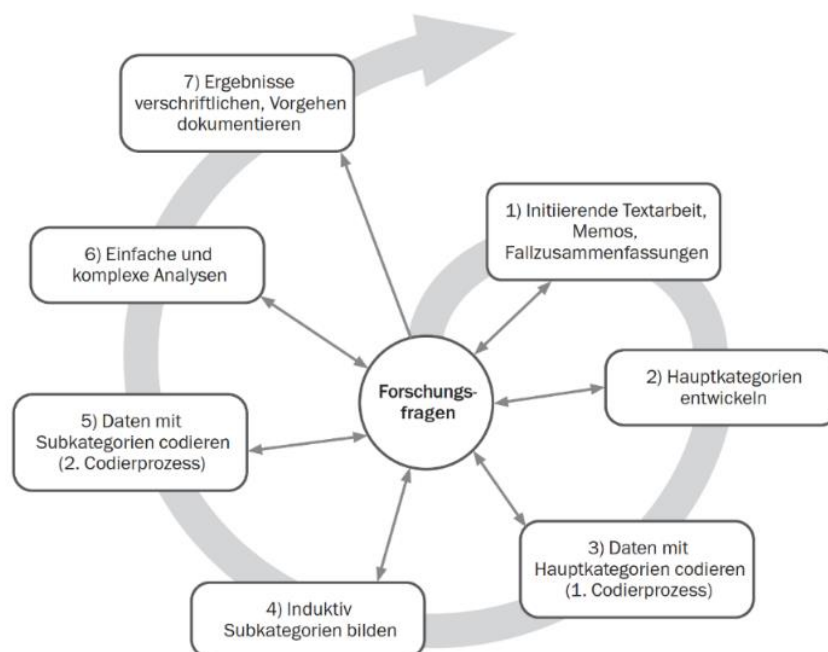 7) Ergebnisse
verschriftlichen, Vorgehen
dokumentieren
1) Initiierende Textarbeit,
Memos,
Fallzusammenfassungen
6) Einfache und
komplexe Analysen
Forschungs-
fragen
2) Hauptkategorien
entwickeln
5) Daten mit
Subkategorien codieren
(2. Codierprozess)
3) Daten mit
Hauptkategorien codieren
(1. Codierprozess)
4) Induktiv
Subkategorien bilden